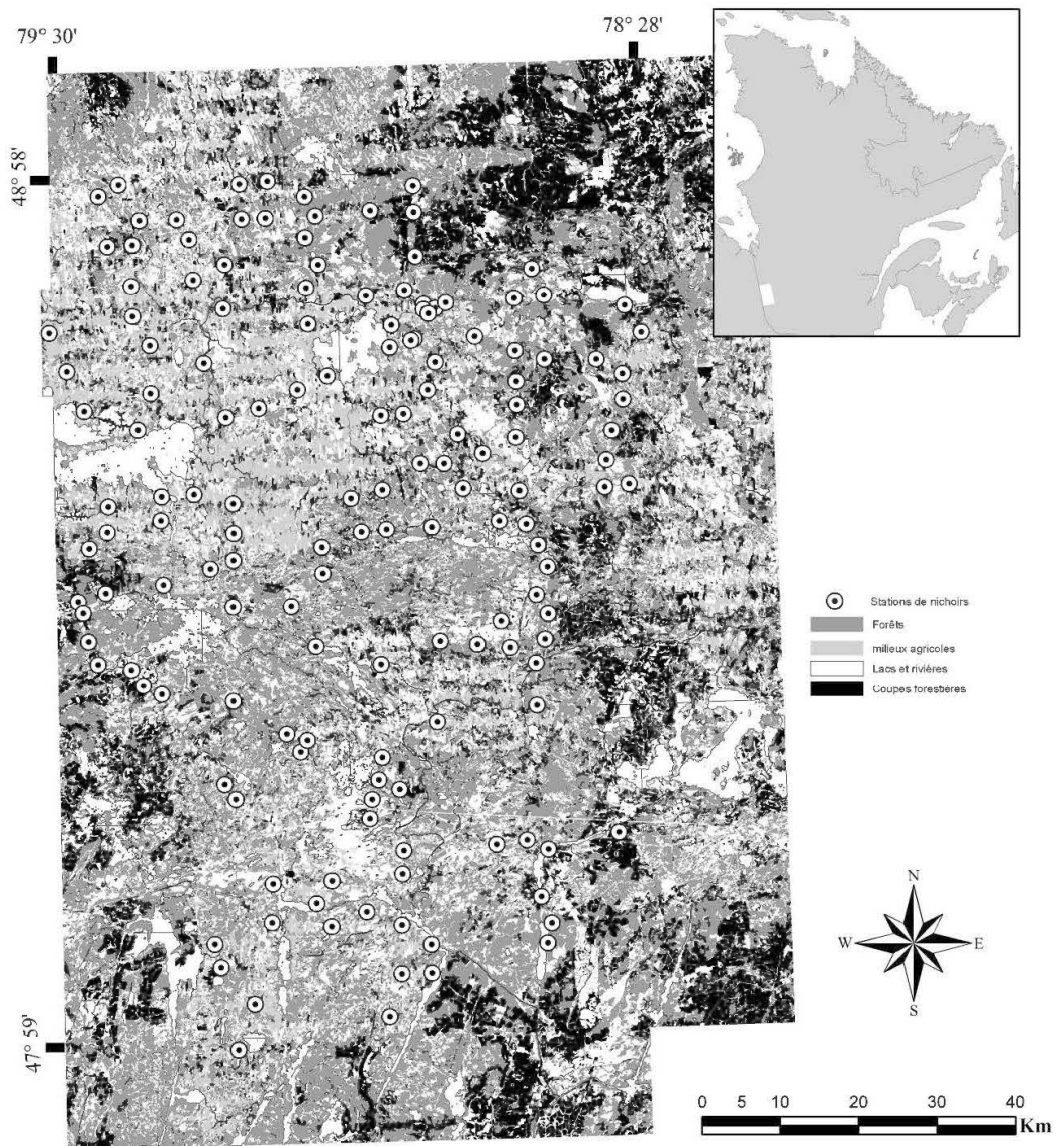 79° 30'
78° 28'
48° 58'
Stations de nichoirs
Forêts
milieux agricoles
Lacs et rivières
Coupes forestières
N
W
E
S
47° 59'
0 5 10 20 30 40
Km